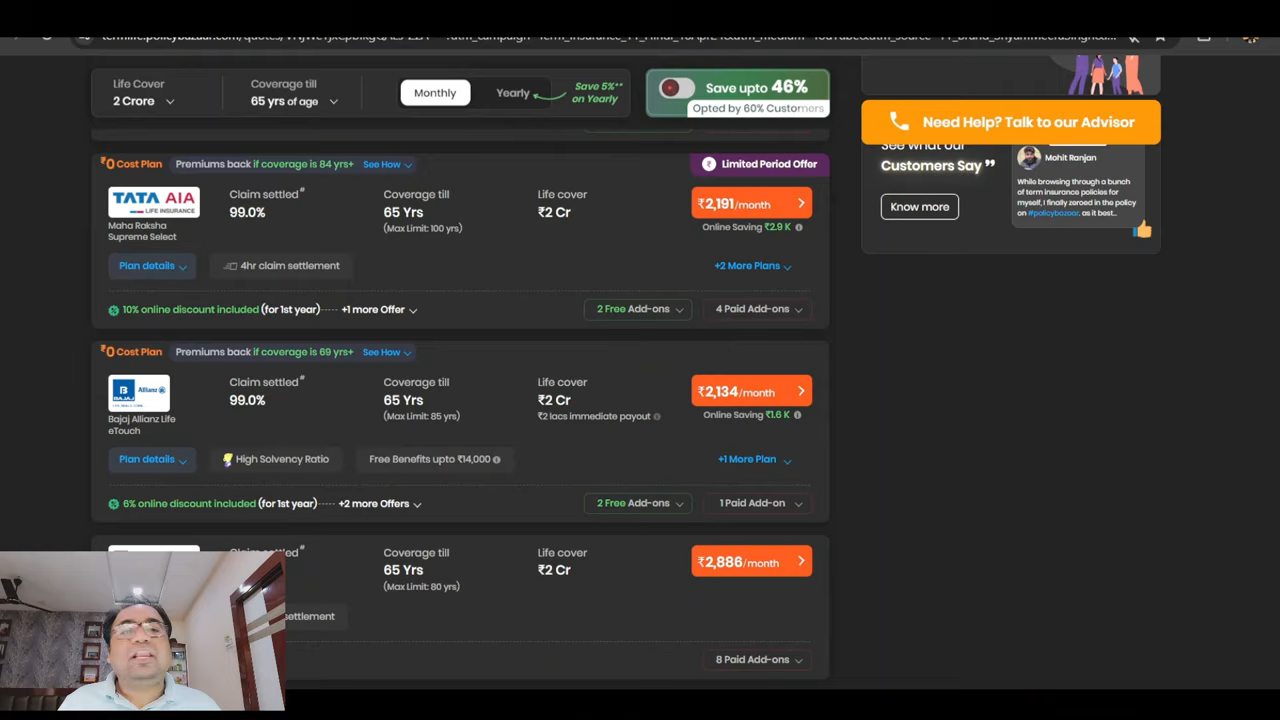 Life Cover
2 Crore
Coverage till
65 yrs of age
Monthly
Yearly
Save 5%**
on Yearly
Save upto 46%
Opted by 60% Customers
Need Help? Talk to our Advisor
See what our
Customers Say ”
Know more
Mohit Ranjan
While browsing through a bunch
of term insurance policies for
myself, I finally zeroed in the policy
on #policybazaar, as it best...
₹0 Cost Plan
Premiums back if coverage is 84 yrs+ See How
Limited Period Offer
TATA AIA
LIFE INSURANCE
Maha Raksha
Supreme Select
Claim settled#
99.0%
Coverage till
65 Yrs
(Max Limit: 100 yrs)
Life cover
₹2 Cr
₹2,191/month
Online Saving ₹2.9 K
Plan details
4hr claim settlement
+2 More Plans
10% online discount included (for 1st year) ----- +1 more Offer
2 Free Add-ons
4 Paid Add-ons
₹0 Cost Plan
Premiums back if coverage is 69 yrs+ See How
BAJAJ Allianz
Bajaj Allianz Life
eTouch
Claim settled#
99.0%
Coverage till
65 Yrs
(Max Limit: 85 yrs)
Life cover
₹2 Cr
₹2 lacs immediate payout
₹2,134/month
Online Saving ₹1.6 K
Plan details
High Solvency Ratio
Free Benefits upto ₹14,000
+1 More Plan
6% online discount included (for 1st year) ----- +2 more Offers
2 Free Add-ons
1 Paid Add-on
Coverage till
65 Yrs
(Max Limit: 80 yrs)
Life cover
₹2 Cr
₹2,886/month
8 Paid Add-ons